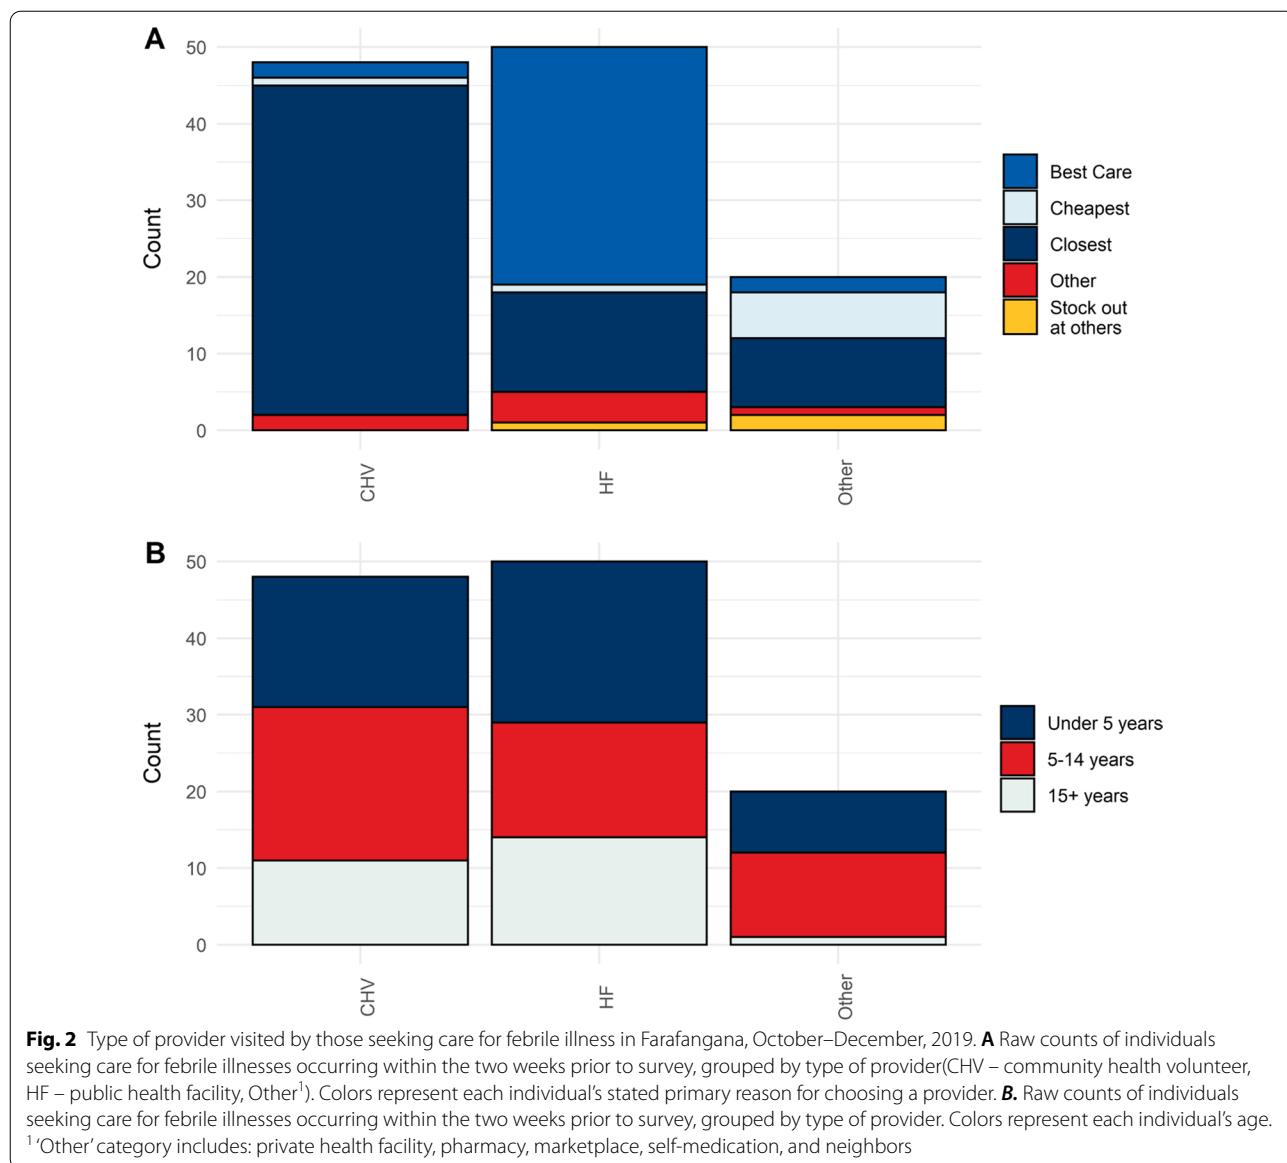 A
50
40
30
20
10
0
Count
CHV
HF
Other
Best Care
Cheapest
Closest
Other
Stock out
at others
B
50
40
30
20
10
0
Count
CHV
HF
Other
Under 5 years
5-14 years
15+ years
Fig. 2 Type of provider visited by those seeking care for febrile illness in Farafangana, October–December, 2019. A Raw counts of individuals
seeking care for febrile illnesses occurring within the two weeks prior to survey, grouped by type of provider(CHV – community health volunteer,
HF – public health facility, Other¹). Colors represent each individual's stated primary reason for choosing a provider. B. Raw counts of individuals
seeking care for febrile illnesses occurring within the two weeks prior to survey, grouped by type of provider. Colors represent each individual's age.
¹ 'Other' category includes: private health facility, pharmacy, marketplace, self-medication, and neighbors